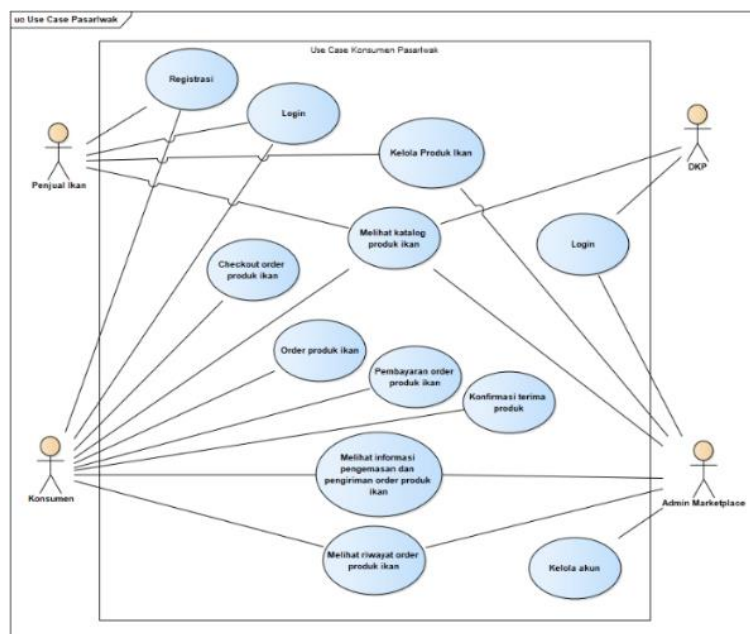 uc Use Case PasarIwak
Use Case Konsumen PasarIwak
Registrasi
Login
Penjual Ikan
Kelola Produk Ikan
DKP
Melihat katalog
produk ikan
Login
Checkout order
produk ikan
Order produk ikan
Pembayaran order
produk ikan
Konfirmasi terima
produk
Konsumen
Melihat informasi
pengemasan dan
pengiriman order produk
ikan
Admin Marketplace
Melihat riwayat order
produk ikan
Kelola akun